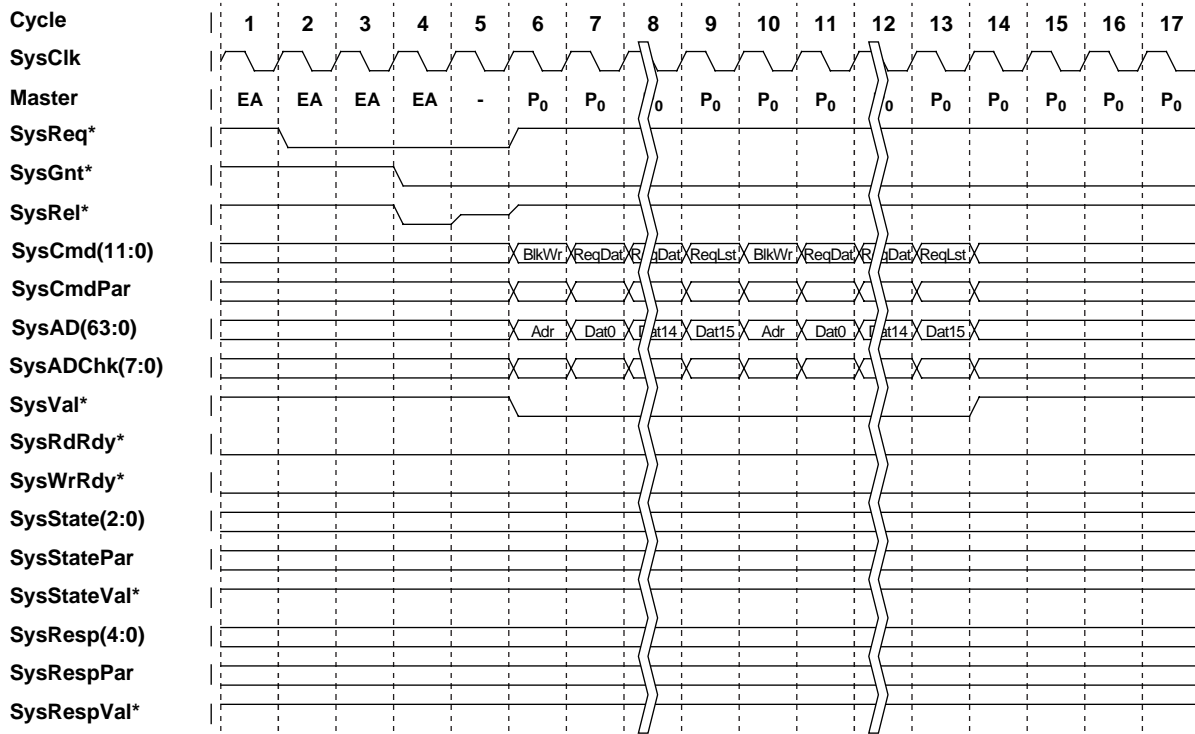 Cycle | 1 2 3 4 5 6 7 8 9 10 11 12 13 14 15 16 17
SysClk |
Master | EA EA EA EA - P0 P0 0 P0 P0 P0 0 P0 P0 P0 P0 P0
SysReq* |
SysGnt* |
SysRel* |
SysCmd(11:0) | BlkWr ReqDat ReqDat ReqLst BlkWr ReqDat ReqDat ReqLst
SysCmdPar |
SysAD(63:0) | Adr Dat0 Dat14 Dat15 Adr Dat0 Dat14 Dat15
SysADChk(7:0) |
SysVal* |
SysRdRdy* |
SysWrRdy* |
SysState(2:0) |
SysStatePar |
SysStateVal* |
SysResp(4:0) |
SysRespPar |
SysRespVal* |